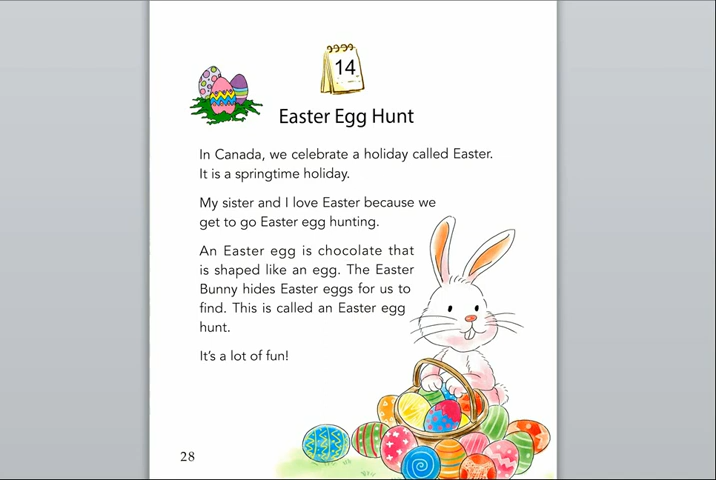 14
Easter Egg Hunt
In Canada, we celebrate a holiday called Easter.
It is a springtime holiday.
My sister and I love Easter because we
get to go Easter egg hunting.
An Easter egg is chocolate that
is shaped like an egg. The Easter
Bunny hides Easter eggs for us to
find. This is called an Easter egg
hunt.
It's a lot of fun!
28